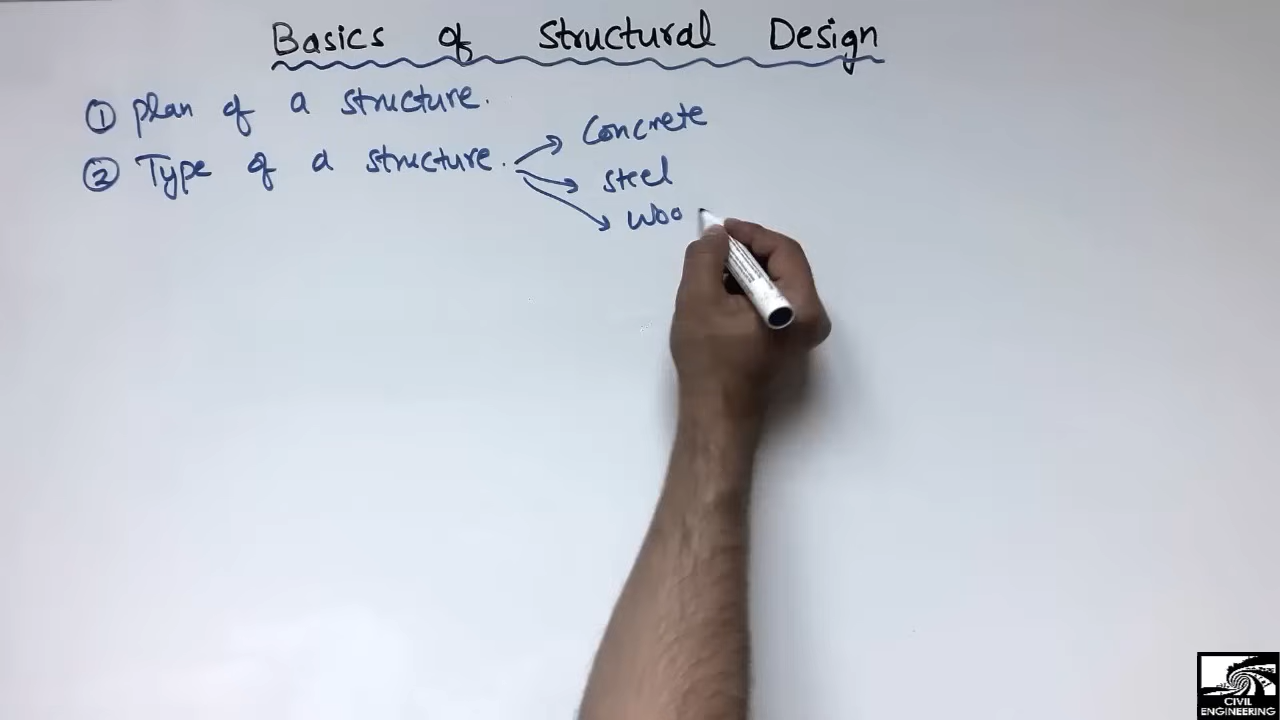 Basics of Structural Design
① Plan of a structure.
② Type of a structure. → Concrete
→ Steel
→ Woo
CIVIL
ENGINEERING